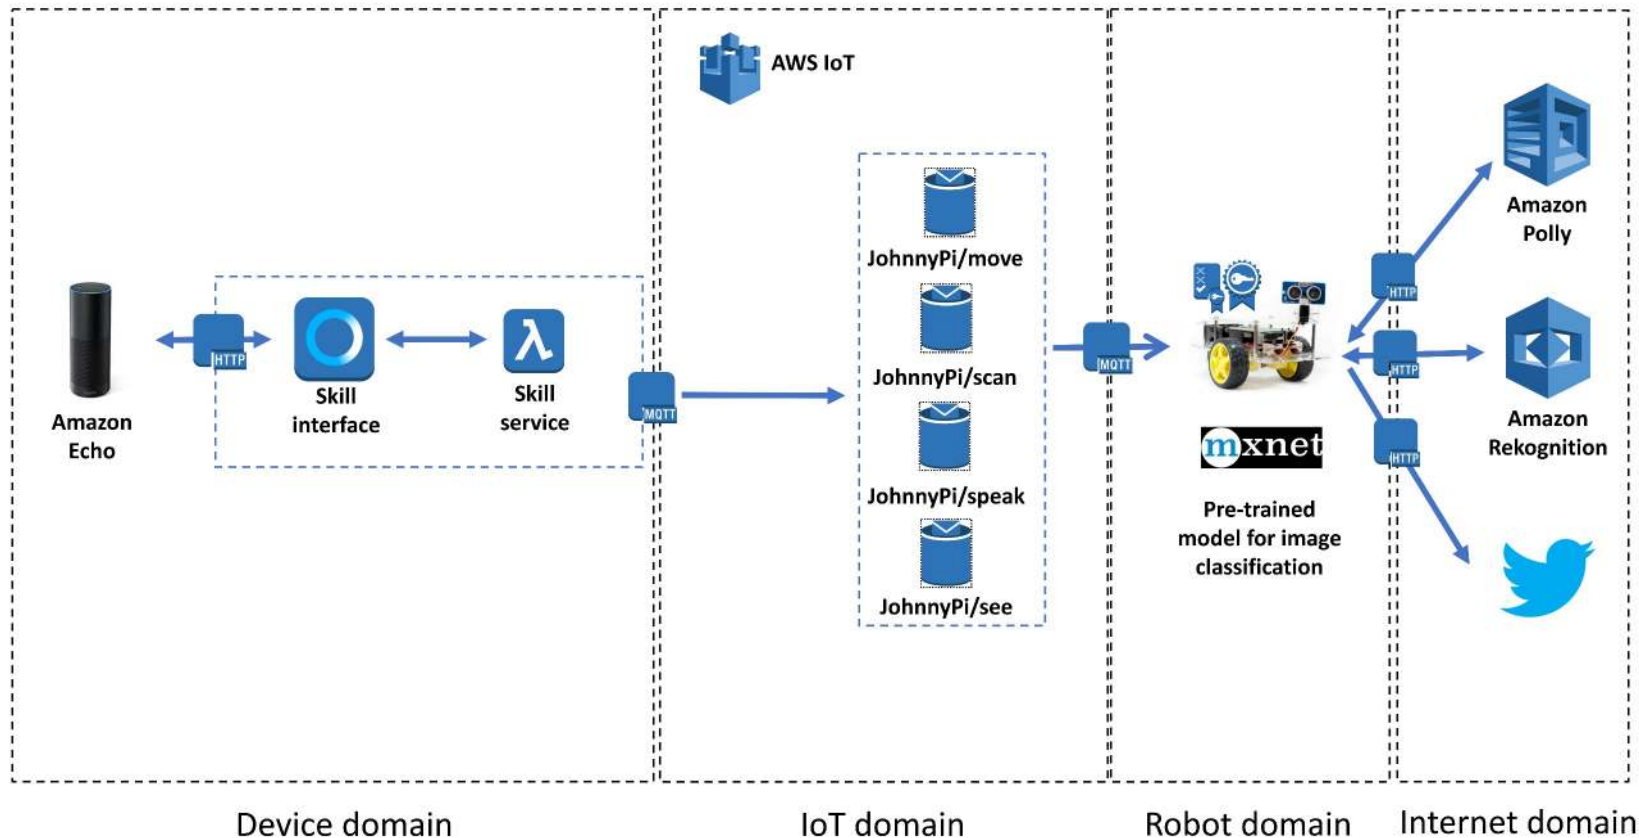 AWS IoT
Amazon
Echo
HTTP
Skill
interface
λ
Skill
service
MQTT
JohnnyPi/move
JohnnyPi/scan
JohnnyPi/speak
JohnnyPi/see
MQTT
mxnet
Pre-trained
model for image
classification
HTTP
HTTP
HTTP
Amazon
Polly
Amazon
Rekognition
Device domain
IoT domain
Robot domain
Internet domain